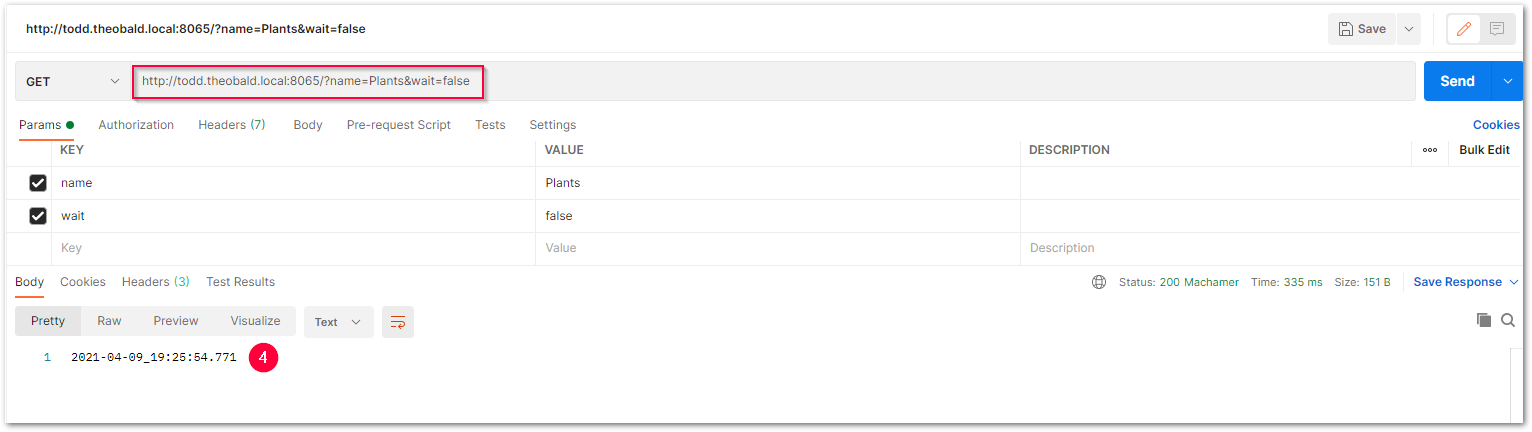 http://todd.theobald.local:8065/?name=Plants&wait=false Save
GET http://todd.theobald.local:8065/?name=Plants&wait=false Send
Params Authorization Headers (7) Body Pre-request Script Tests Settings Cookies
KEY VALUE DESCRIPTION ooo Bulk Edit
name Plants
wait false
Key Value Description
Body Cookies Headers (3) Test Results Status: 200 Machamer Time: 335 ms Size: 151 B Save Response
Pretty Raw Preview Visualize Text
1 2021-04-09_19:25:54.771 4